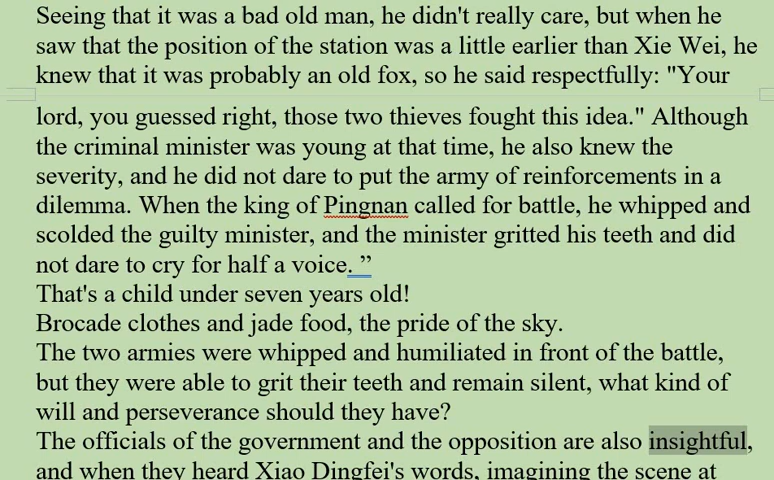 Seeing that it was a bad old man, he didn't really care, but when he
saw that the position of the station was a little earlier than Xie Wei, he
knew that it was probably an old fox, so he said respectfully: "Your
lord, you guessed right, those two thieves fought this idea." Although
the criminal minister was young at that time, he also knew the
severity, and he did not dare to put the army of reinforcements in a
dilemma. When the king of Pingnan called for battle, he whipped and
scolded the guilty minister, and the minister gritted his teeth and did
not dare to cry for half a voice. ”
That's a child under seven years old!
Brocade clothes and jade food, the pride of the sky.
The two armies were whipped and humiliated in front of the battle,
but they were able to grit their teeth and remain silent, what kind of
will and perseverance should they have?
The officials of the government and the opposition are also insightful,
and when they heard Xiao Dingfei's words, imagining the scene at